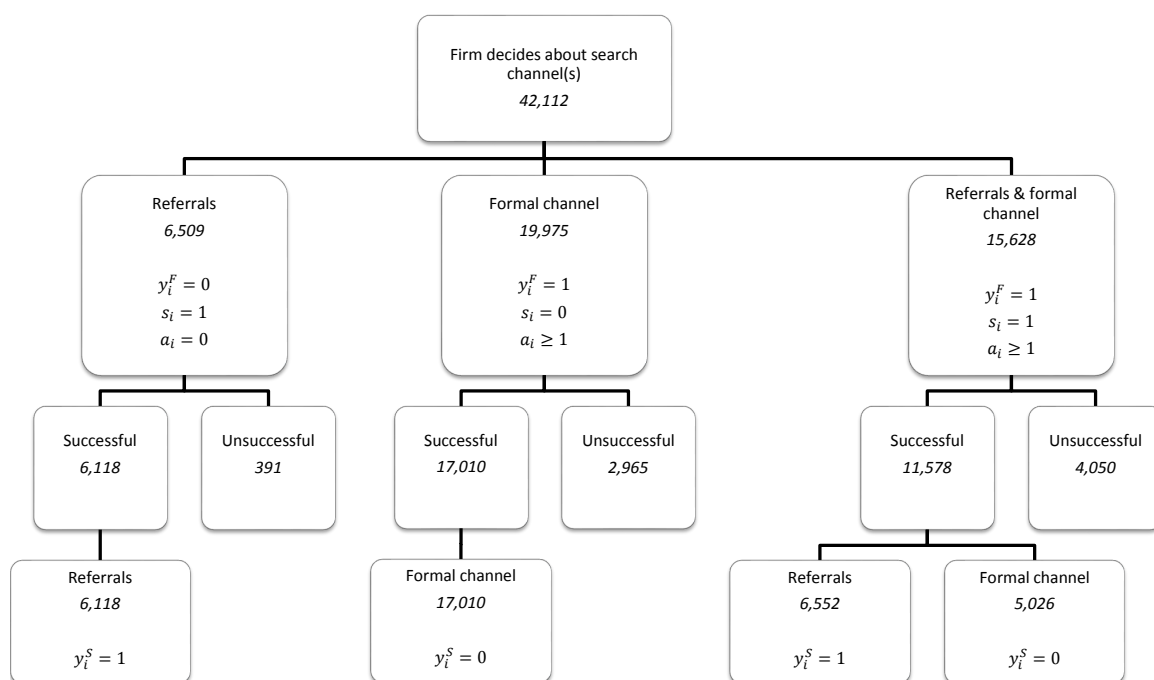 Firm decides about search
channel(s)
42,112
Referrals
6,509
y_i^F = 0
s_i = 1
a_i = 0
Formal channel
19,975
y_i^F = 1
s_i = 0
a_i ≥ 1
Referrals & formal
channel
15,628
y_i^F = 1
s_i = 1
a_i ≥ 1
Successful
6,118
Unsuccessful
391
Successful
17,010
Unsuccessful
2,965
Successful
11,578
Unsuccessful
4,050
Referrals
6,118
y_i^S = 1
Formal channel
17,010
y_i^S = 0
Referrals
6,552
y_i^S = 1
Formal channel
5,026
y_i^S = 0